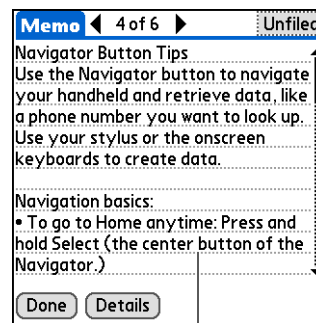 Memo 4 of 6 Unfiled
Navigator Button Tips
Use the Navigator button to navigate
your handheld and retrieve data, like
a phone number you want to look up.
Use your stylus or the onscreen
keyboards to create data.
Navigation basics:
• To go to Home anytime: Press and
hold Select (the center button of the
Navigator.)
Done Details